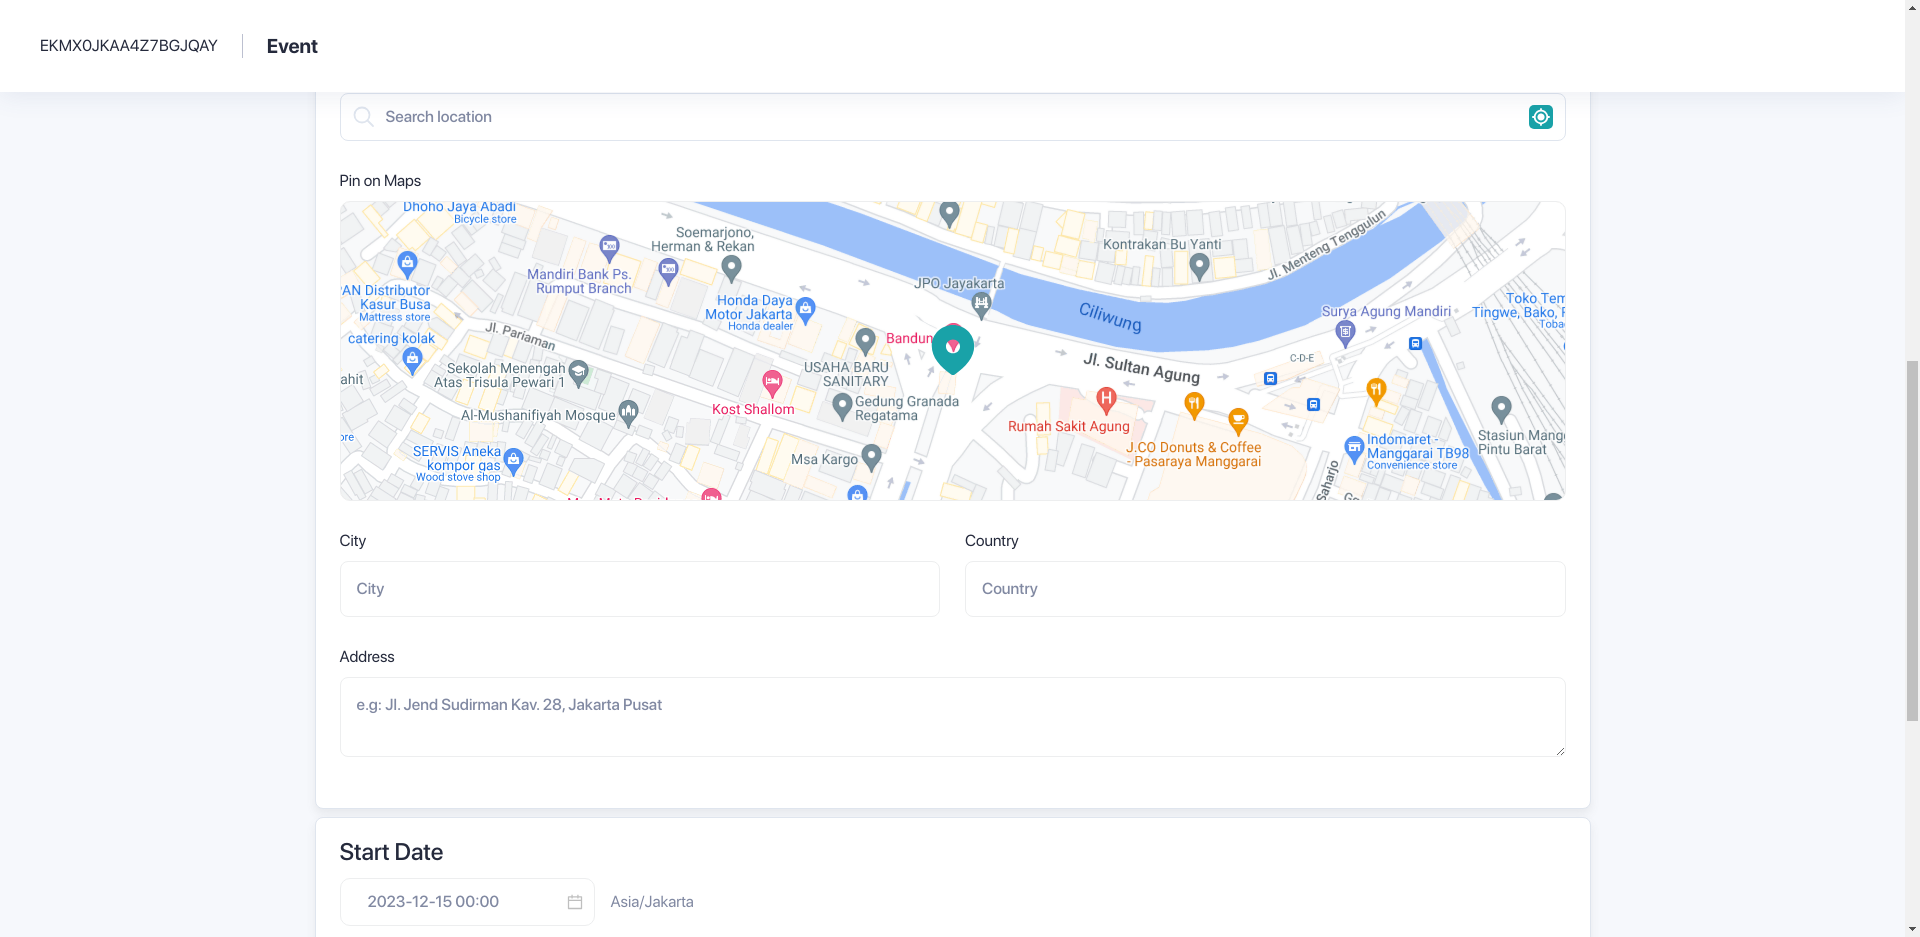 EKMX0JKAA4Z7BGJQAY
Event
Search location
Pin on Maps
Dhoho Jaya Abadi
Bicycle store
Soemarjono,
Herman & Rekan
Mandiri Bank Ps.
Rumput Branch
Kontrakan Bu Yanti
Jl. Menteng Tenggulun
JPO Jayakarta
Ciliwung
AN Distributor
Kasur Busa
Mattress store
Honda Daya
Motor Jakarta
Honda dealer
Surya Agung Mandiri
Toko Tem
Tingwe, Bako,
Toba
catering kolak
Jl. Pariaman
Bandun
C-D-E
Jl. Sultan Agung
Sekolah Menengah
Atas Trisula Pewari 1
USAHA BARU
SANITARY
ahit
Kost Shallom
Gedung Granada
Regatama
Al-Mushanifiyah Mosque
Rumah Sakit Agung
H
ore
SERVIS Aneka
kompor gas
Wood stove shop
Msa Kargo
J.CO Donuts & Coffee
- Pasaraya Manggarai
Indomaret -
Manggarai TB98
Convenience store
Stasiun Mang
Pintu Barat
Saharjo
City
Country
City
Country
Address
e.g: Jl. Jend Sudirman Kav. 28, Jakarta Pusat
Start Date
2023-12-15 00:00
Asia/Jakarta